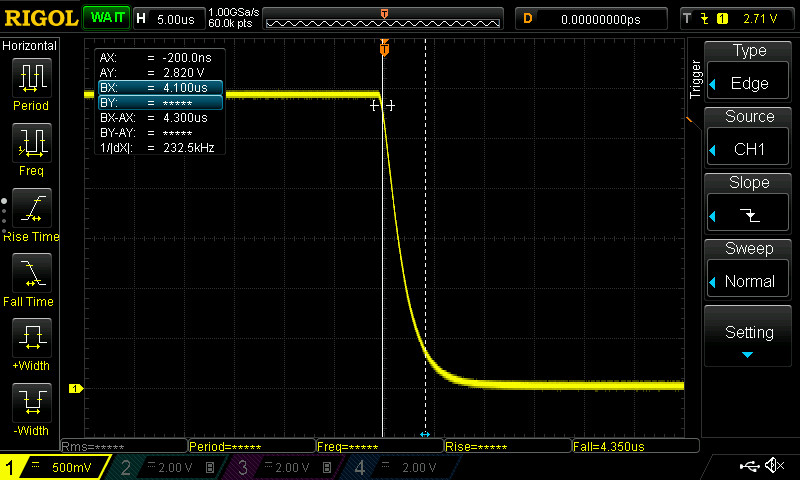 RIGOL WAIT H 5.00us 1.00GSa/s 60.0k pts T D 0.00000000ps T 1 2.71 V
Horizontal
Period
Freq
Rise Time
Fall Time
+Width
-Width
AX: = -200.0ns
AY: = 2.820 V
BX: = 4.100us
BY: = *****
BX-AX: = 4.300us
BY-AY: = *****
1/|dX|: = 232.5kHz
T
1
Trigger
Type
Edge
Source
CH1
Slope
Sweep
Normal
Setting
Rms=***** Period=***** Freq=***** Rise=***** Fall=4.350us
1 500mV 2 2.00 V B 3 2.00 V B 4 2.00 V